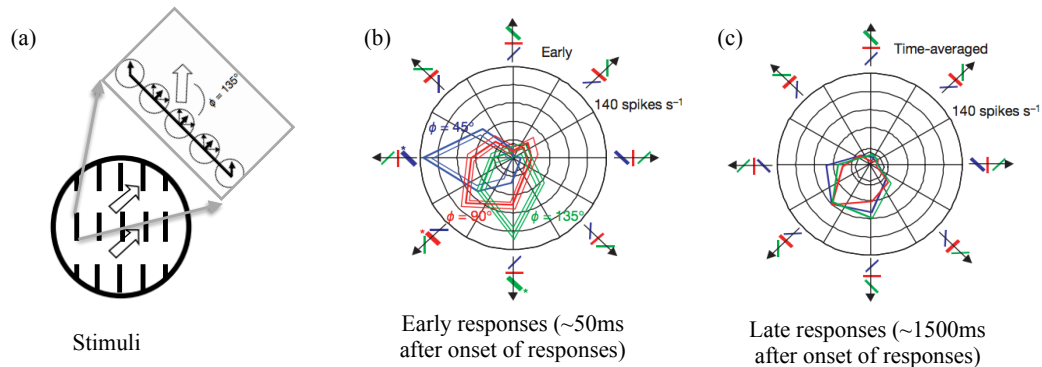 (a)
ϕ = 135°
Stimuli
(b)
Early
140 spikes s⁻¹
ϕ = 45°
*
ϕ = 90°
ϕ = 135°
*
*
Early responses (~50ms
after onset of responses)
(c)
Time-averaged
140 spikes s⁻¹
Late responses (~1500ms
after onset of responses)